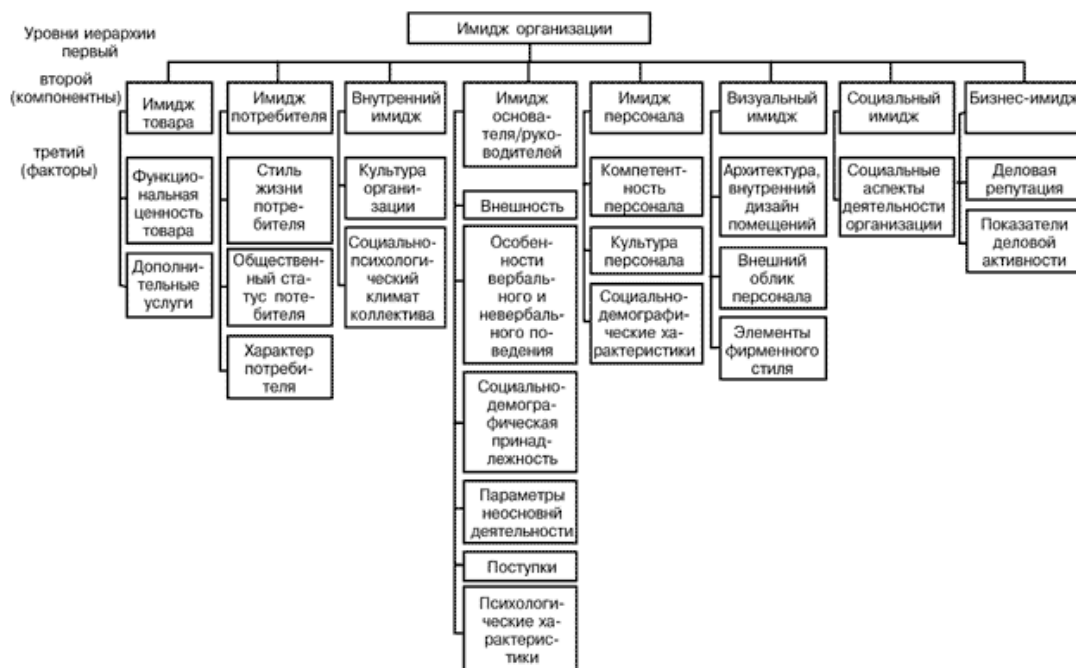 Имидж организации
Уровни иерархии
первый
второй
(компонентны)
третий
(факторы)
Имидж
товара
Функцио-
нальная
ценность
товара
Дополни-
тельные
услуги
Имидж
потребителя
Стиль
жизни
потре-
бителя
Обществен-
ный ста-
тус поте-
бителя
Характер
потреби-
теля
Внутренний
имидж
Культура
органи-
зации
Социально-
психоло-
гический
климат
коллектива
Имидж
основа-
теля/руко-
водителей
Внешность
Особен-
ности
вербаль-
ного и
невербаль-
ного по-
ведения
Социально-
демогра-
фическая
принад-
лежность
Параметры
неосновнй
деятельности
Поступки
Психологи-
ческие ха-
рактерис-
тики
Имидж
персонала
Компетент-
ность
персонала
Культура
персонала
Социально-
демографи-
ческие ха-
рактеристики
Визуальный
имидж
Архитектура,
внутренний
дизайн
помещений
Внешний
облик
персонала
Элементы
фирменного
стиля
Социальный
имидж
Социальные
аспекты
деятельности
организации
Бизнес-имидж
Деловая
репутация
Показатели
деловой
активности